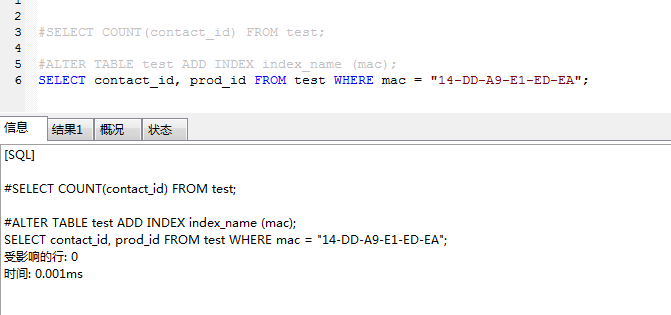 1
2
3 #SELECT COUNT(contact_id) FROM test;
4
5 #ALTER TABLE test ADD INDEX index_name (mac);
6 SELECT contact_id, prod_id FROM test WHERE mac = "14-DD-A9-E1-ED-EA";
信息 结果1 概况 状态
[SQL]
#SELECT COUNT(contact_id) FROM test;
#ALTER TABLE test ADD INDEX index_name (mac);
SELECT contact_id, prod_id FROM test WHERE mac = "14-DD-A9-E1-ED-EA";
受影响的行: 0
时间: 0.001ms